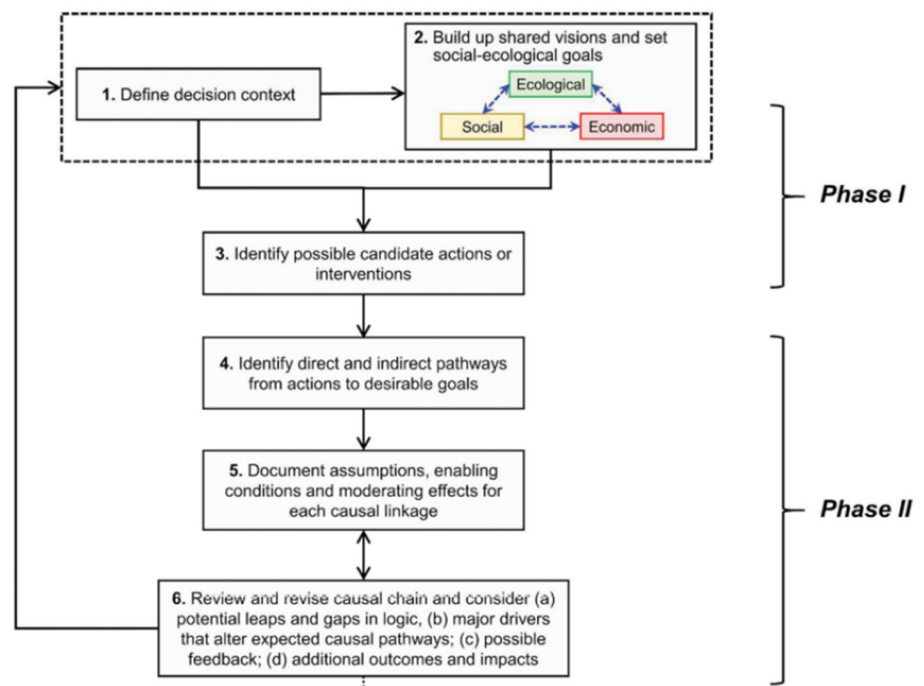 1. Define decision context
2. Build up shared visions and set
social-ecological goals
Ecological
Social
Economic
Phase I
3. Identify possible candidate actions or
interventions
4. Identify direct and indirect pathways
from actions to desirable goals
5. Document assumptions, enabling
conditions and moderating effects for
each causal linkage
Phase II
6. Review and revise causal chain and consider (a)
potential leaps and gaps in logic, (b) major drivers
that alter expected causal pathways; (c) possible
feedback; (d) additional outcomes and impacts